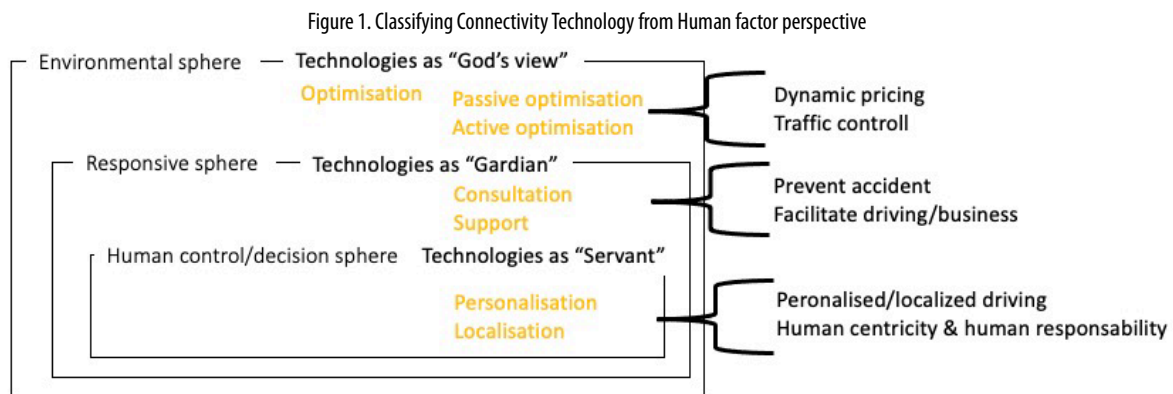 Figure 1. Classifying Connectivity Technology from Human factor perspective
Environmental sphere
Technologies as “God’s view”
Optimisation
Passive optimisation
Active optimisation
Dynamic pricing
Traffic controll
Responsive sphere
Technologies as “Gardian”
Consultation
Support
Prevent accident
Facilitate driving/business
Human control/decision sphere
Technologies as “Servant”
Personalisation
Localisation
Peronalised/localized driving
Human centricity & human responsability